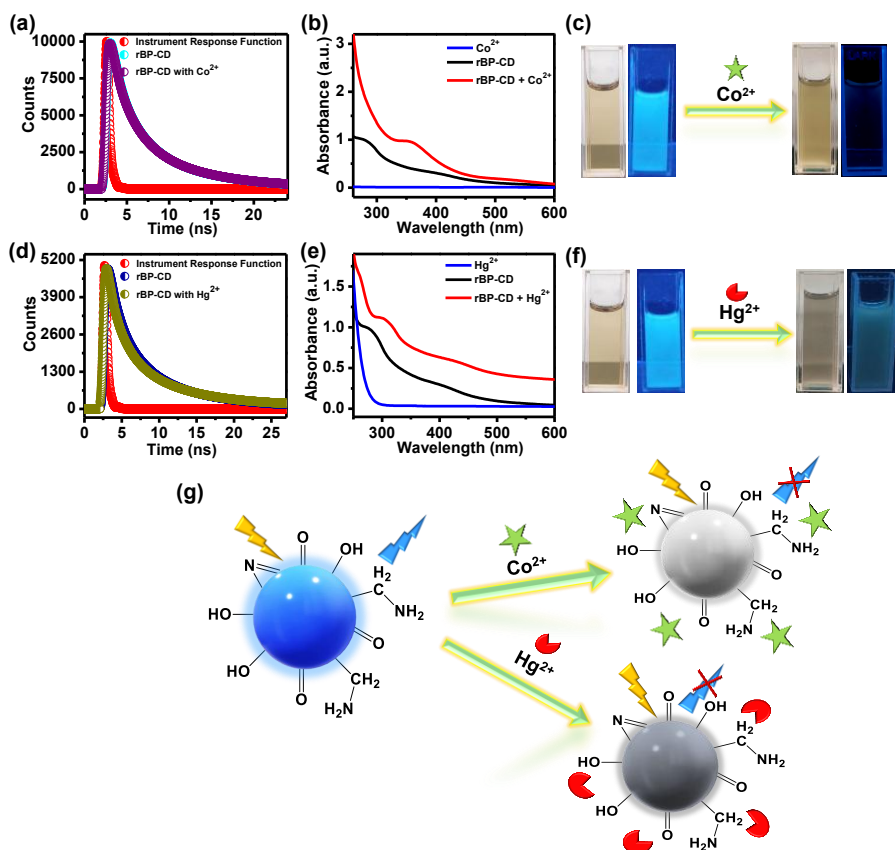 (a)
Counts
10000
7500
5000
2500
0
0
5
10
15
20
Time (ns)
Instrument Response Function
rBP-CD
rBP-CD with Co²⁺
(b)
Absorbance (a.u.)
3
2
1
0
300
400
500
600
Wavelength (nm)
Co²⁺
rBP-CD
rBP-CD + Co²⁺
(c)
Co²⁺
(d)
Counts
5200
3900
2600
1300
0
0
5
10
15
20
25
Time (ns)
Instrument Response Function
rBP-CD
rBP-CD with Hg²⁺
(e)
Absorbance (a.u.)
1.5
1.0
0.5
0.0
300
400
500
600
Wavelength (nm)
Hg²⁺
rBP-CD
rBP-CD + Hg²⁺
(f)
Hg²⁺
(g)
O
OH
N
H₂
C
NH₂
HO
O
HO
CH₂
O
H₂N
Co²⁺
Hg²⁺
O
OH
N
H₂
C
NH₂
HO
O
HO
CH₂
O
H₂N
O
OH
N
H₂
C
NH₂
HO
O
HO
CH₂
O
H₂N